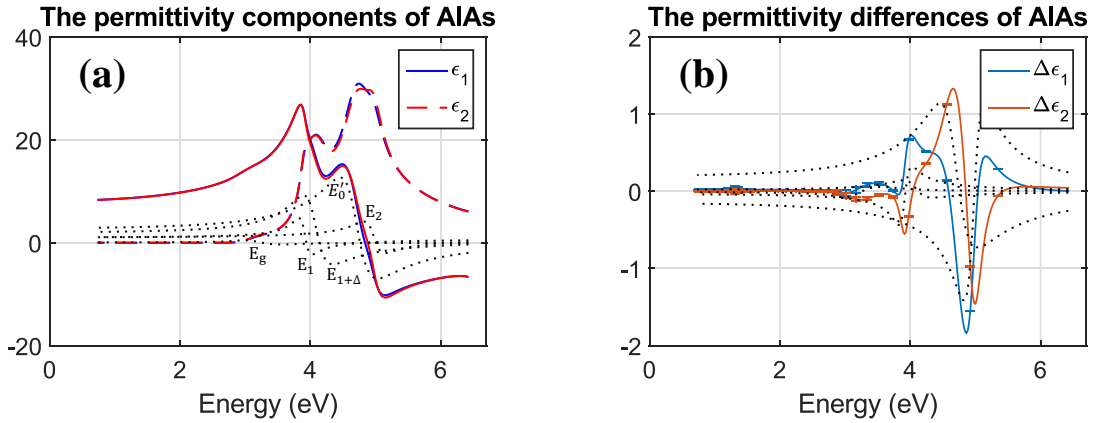 The permittivity components of AlAs
(a)
ϵ1
ϵ2
40
20
0
-20
E0'
E2
Eg
E1
E1+Δ
0
2
4
6
Energy (eV)
The permittivity differences of AlAs
(b)
Δϵ1
Δϵ2
2
1
0
-1
-2
0
2
4
6
Energy (eV)